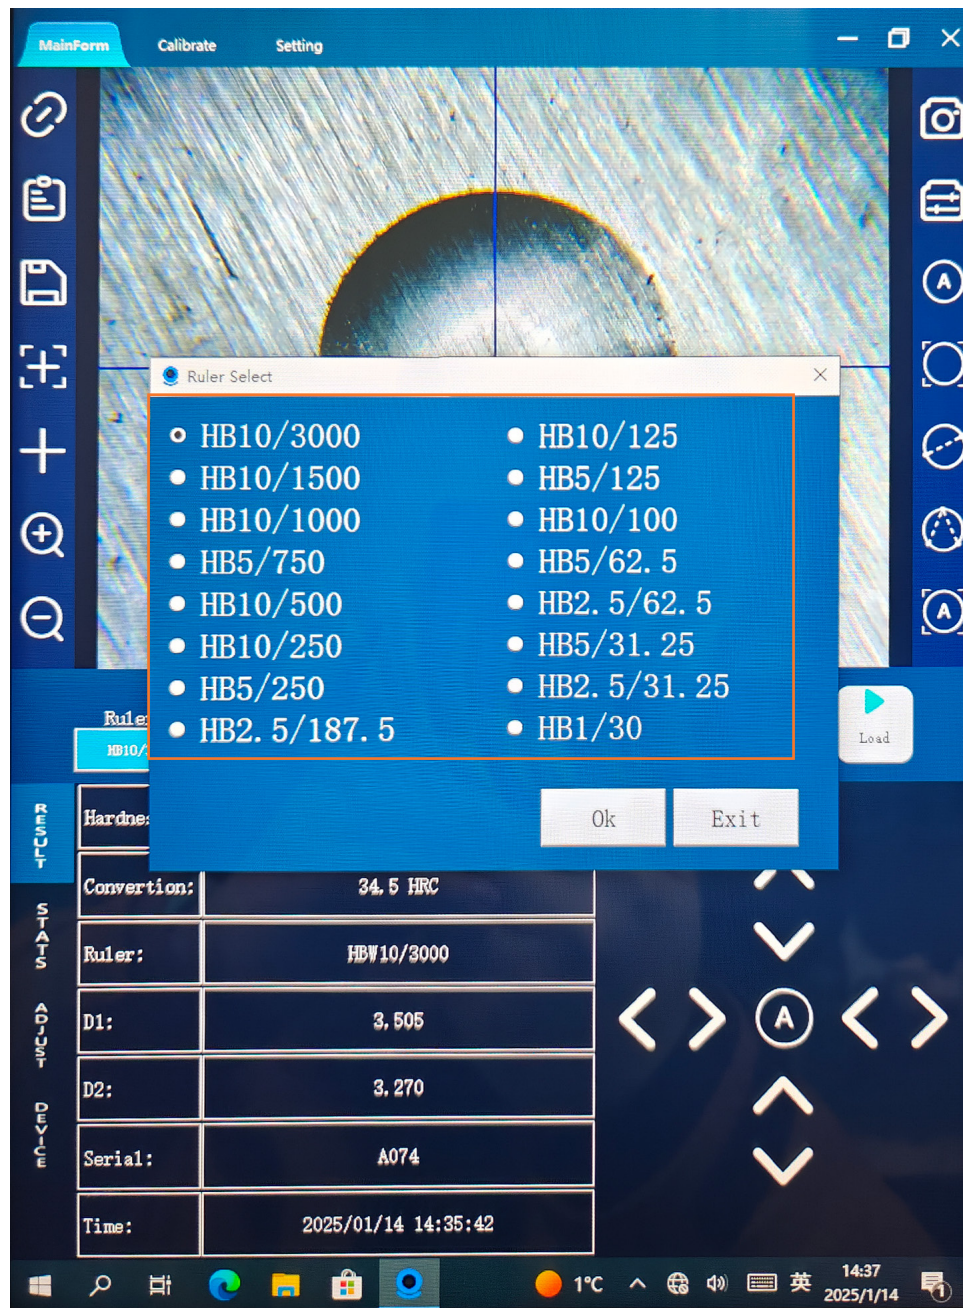 MainForm Calibrate Setting
Ruler Select
HB10/3000
HB10/1500
HB10/1000
HB5/750
HB10/500
HB10/250
HB5/250
HB2.5/187.5
HB10/125
HB5/125
HB10/100
HB5/62.5
HB2.5/62.5
HB5/31.25
HB2.5/31.25
HB1/30
Ok Exit
Load
RESULT
STATS
ADJUST
DEVICE
Convertion: 34.5 HRC
Ruler: HBW10/3000
D1: 3.505
D2: 3.270
Serial: A074
Time: 2025/01/14 14:35:42
A
A
A
1°C 英 14:37
2025/1/14
1